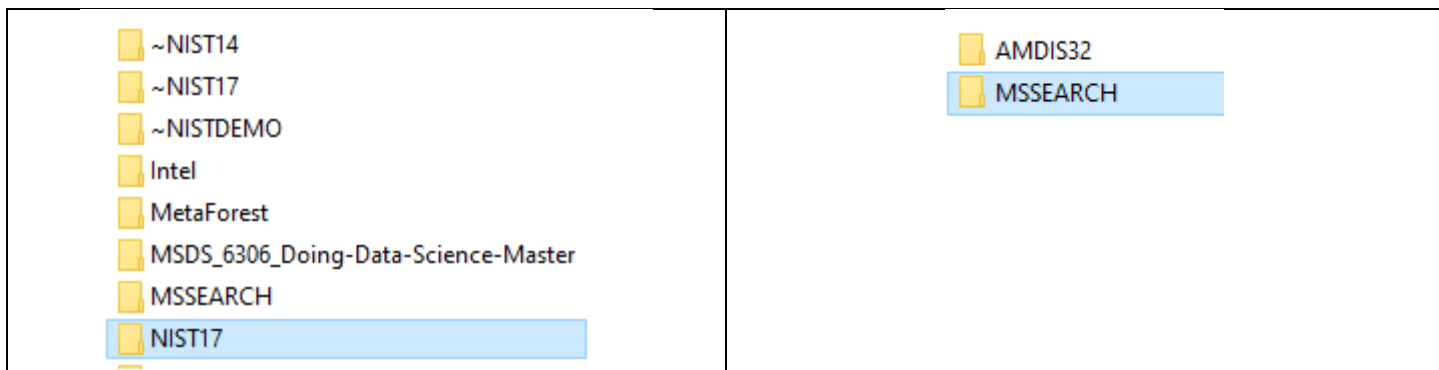 ~NIST14
~NIST17
~NISTDEMO
Intel
MetaForest
MSDS_6306_Doing-Data-Science-Master
MSSEARCH
NIST17
AMDIS32
MSSEARCH